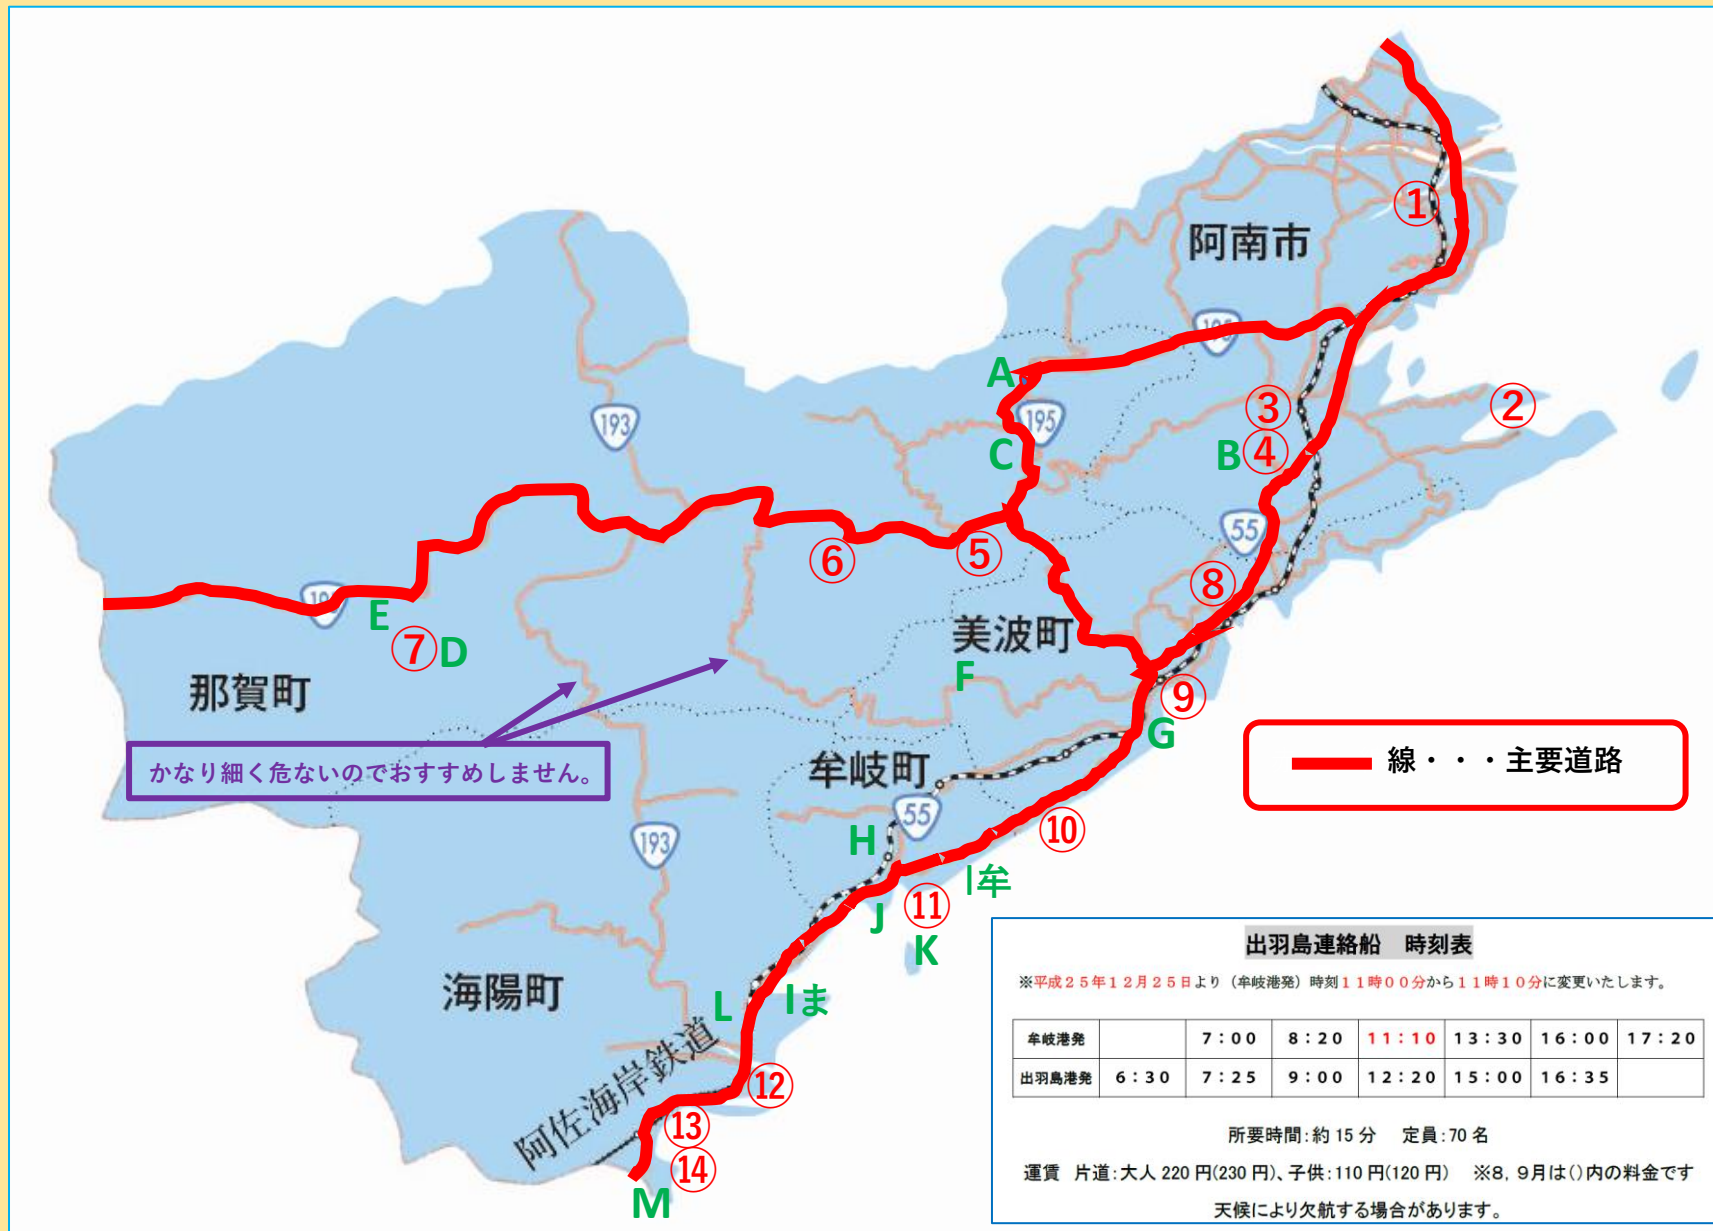 ①
阿南市
195
A
②
③
195
193
C
B
④
55
⑤
⑥
⑧
E
美波町
⑦
D
F
那賀町
⑨
G
かなり細く危ないのでおすすめしません。
線・・・主要道路
牟岐町
55
⑩
H
193
I牟
J
⑪
K
海陽町
L
Iま
阿佐海岸鉄道
⑫
⑬
⑭
M
出羽島連絡船 時刻表
※平成25年12月25日より（牟岐港発）時刻11時00分から11時10分に変更いたします。
牟岐港発 7：00 8：20 11：10 13：30 16：00 17：20
出羽島港発 6：30 7：25 9：00 12：20 15：00 16：35
所要時間：約15分 定員：70名
運賃 片道：大人220円(230円)、子供：110円(120円) ※8，9月は()内の料金です
天候により欠航する場合があります。